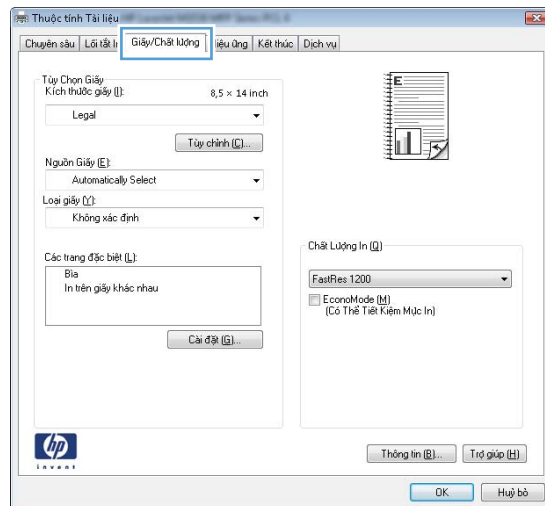 Thuộc tính Tài liệu
Chuyên sâu
Lối tắt In
Giấy/Chất lượng
Hiệu ứng
Kết thúc
Dịch vụ
Tùy Chọn Giấy
Kích thước giấy (I):
8,5 × 14 inch
Legal
Tùy chỉnh (C)...
Nguồn Giấy (E):
Automatically Select
Loại giấy (Y):
Không xác định
Các trang đặc biệt (L):
Bìa
In trên giấy khác nhau
Cài đặt (G)...
E
Chất Lượng In (Q)
FastRes 1200
EconoMode (M)
(Có Thể Tiết Kiệm Mực In)
hp
invent
Thông tin (B)...
Trợ giúp (H)
OK
Huỷ bỏ